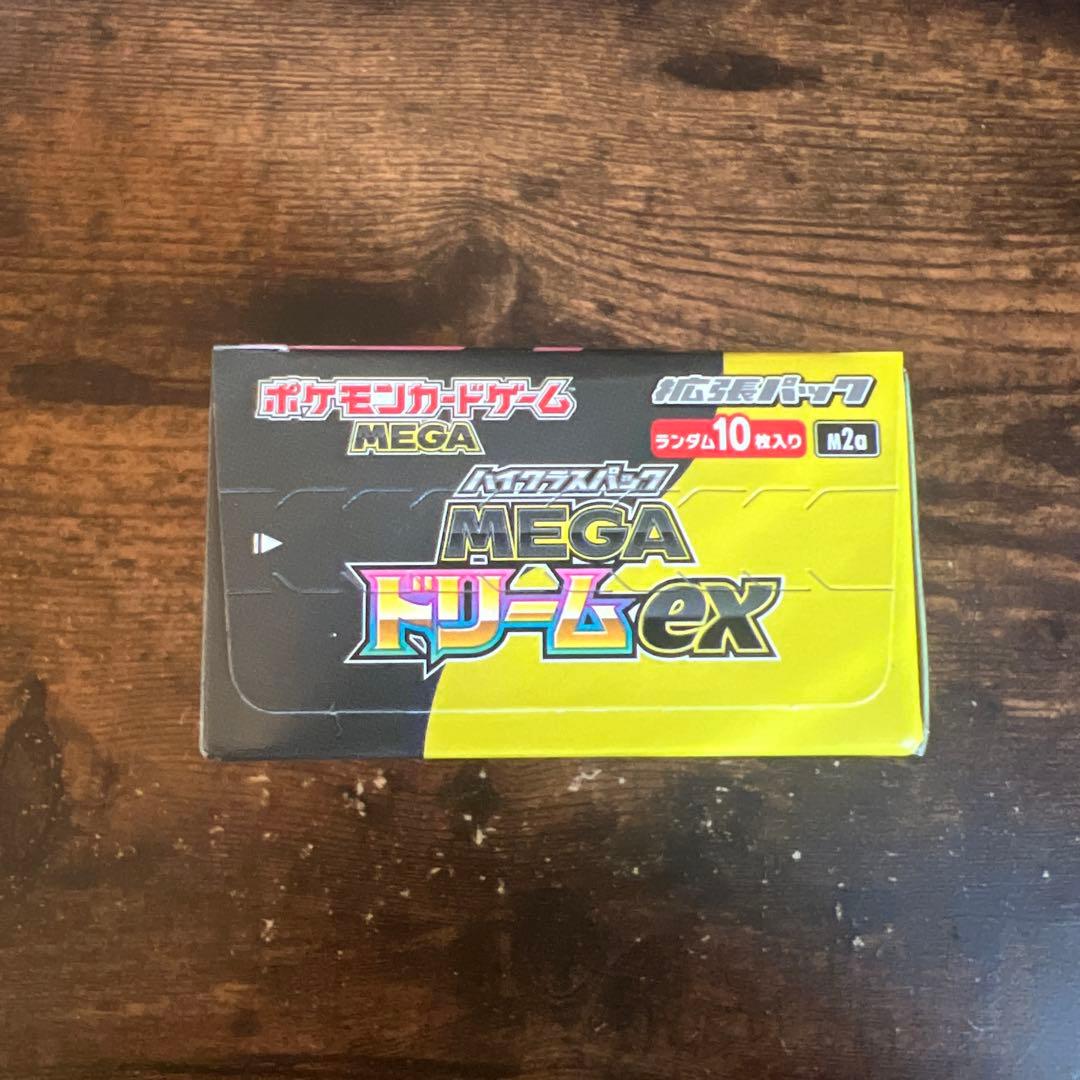 ポケモンカードゲーム
MEGA
拡張パック
ランダム10枚入り M2a
ハイクラスパック
MEGA
ドリームex